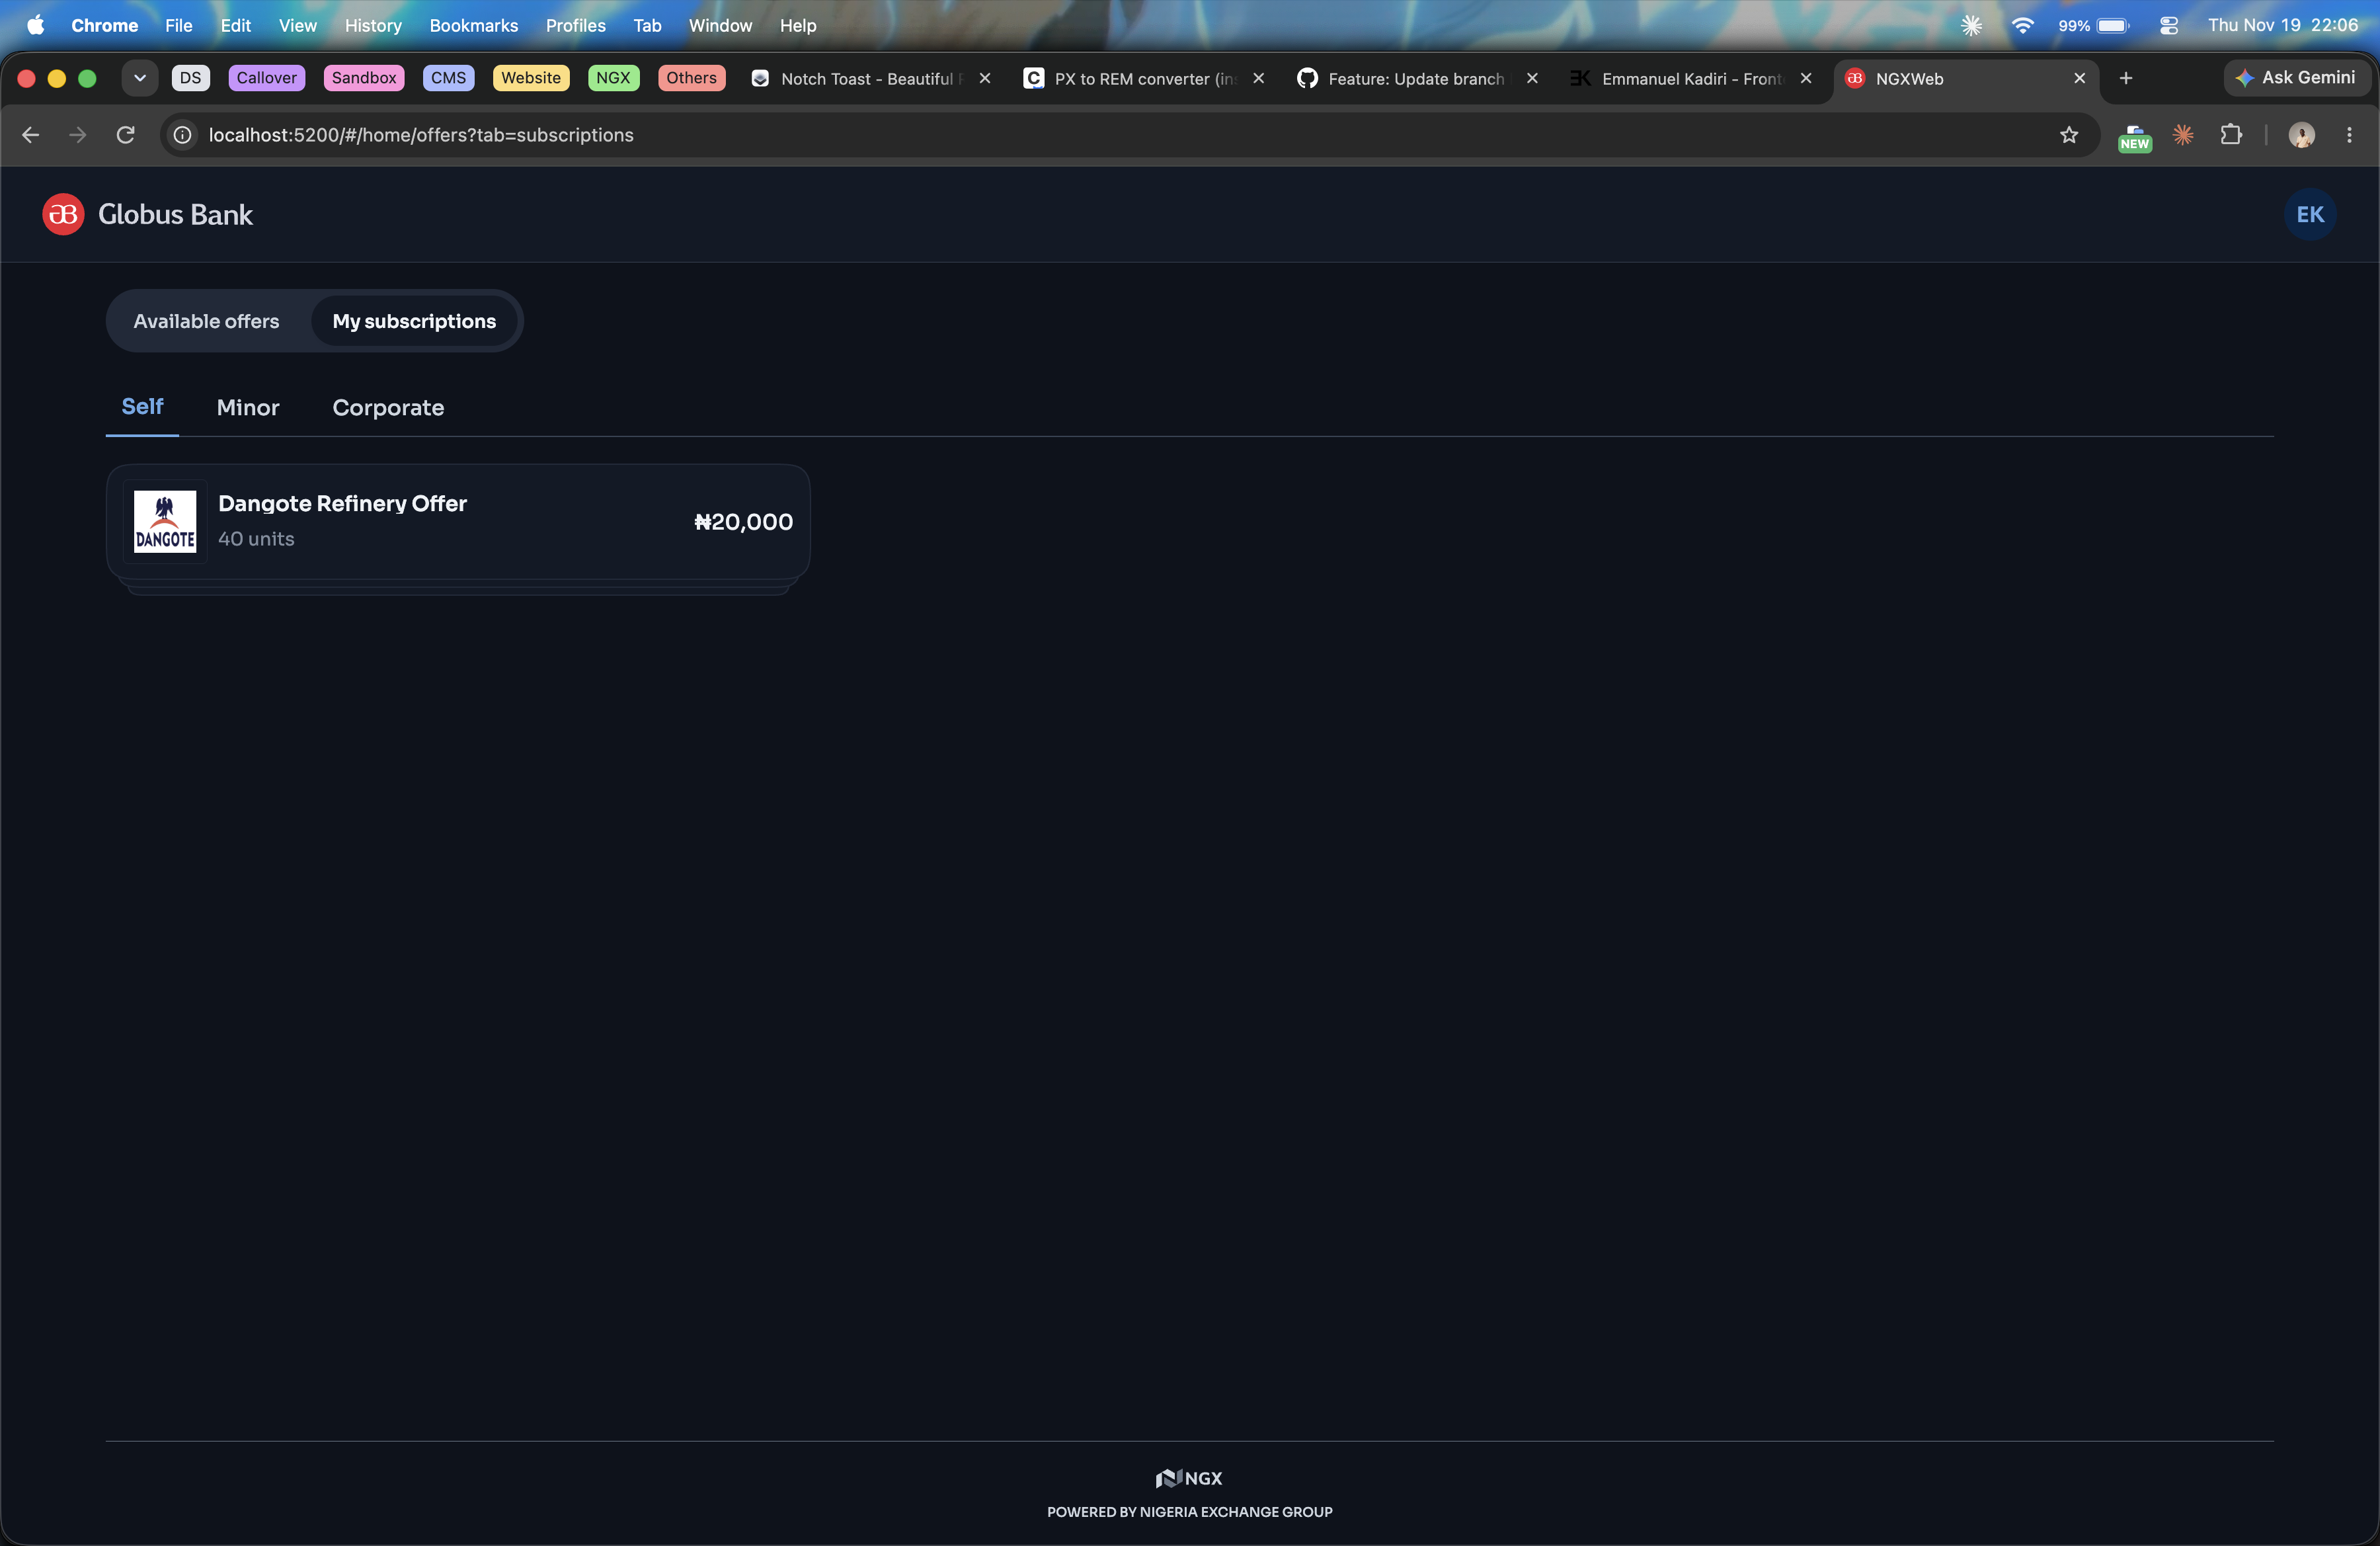 Chrome File Edit View History Bookmarks Profiles Tab Window Help 99% Thu Nov 19 22:06
DS Callover Sandbox CMS Website NGX Others Notch Toast - Beautiful PX to REM converter (in Feature: Update branch Emmanuel Kadiri - Front NGXWeb Ask Gemini
localhost:5200/#/home/offers?tab=subscriptions NEW
Globus Bank EK
Available offers My subscriptions
Self Minor Corporate
Dangote Refinery Offer
40 units
₦20,000
DANGOTE
NGX
POWERED BY NIGERIA EXCHANGE GROUP